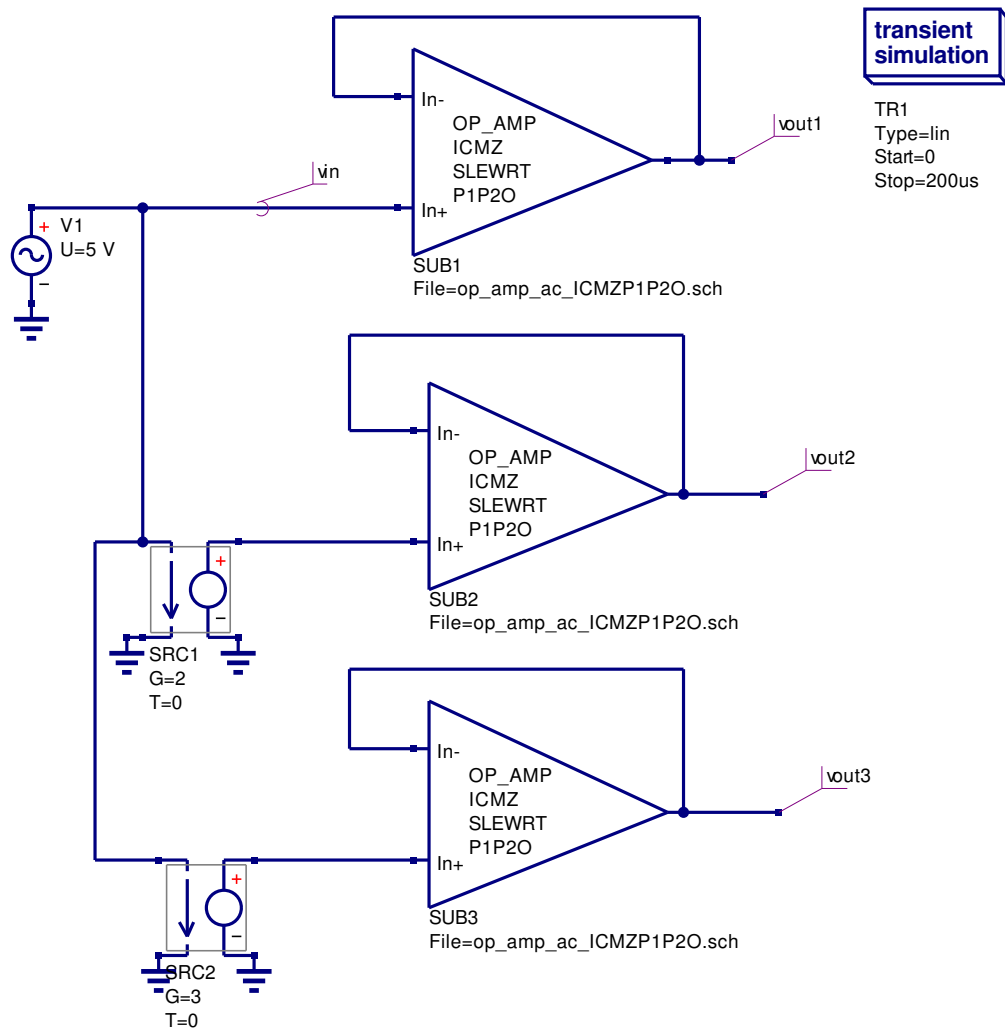 transient
simulation
TR1
Type=lin
Start=0
Stop=200us
In-
OP_AMP
ICMZ
SLEWRT
P1P2O
In+
vout1
vin
+ V1
U=5 V
−
SUB1
File=op_amp_ac_ICMZP1P2O.sch
In-
OP_AMP
ICMZ
SLEWRT
P1P2O
In+
vout2
+
−
SUB2
File=op_amp_ac_ICMZP1P2O.sch
SRC1
G=2
T=0
In-
OP_AMP
ICMZ
SLEWRT
P1P2O
In+
vout3
+
−
SUB3
File=op_amp_ac_ICMZP1P2O.sch
SRC2
G=3
T=0